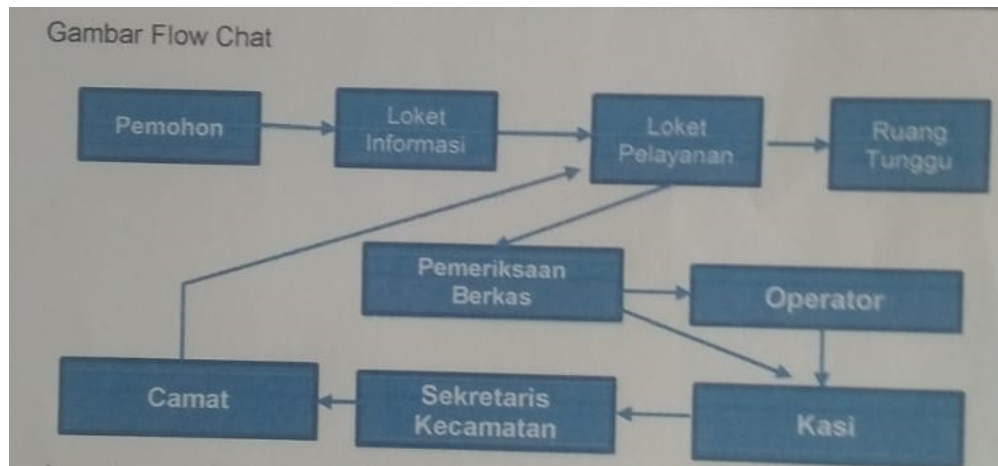 Gambar Flow Chat
Pemohon
Loket
Informasi
Loket
Pelayanan
Ruang
Tunggu
Pemeriksaan
Berkas
Operator
Camat
Sekretaris
Kecamatan
Kasi